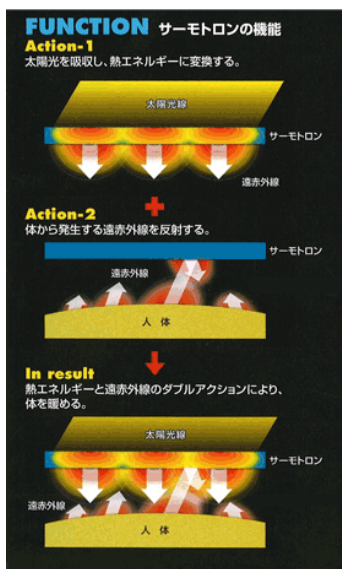 FUNCTION サーモトロンの機能
Action-1
太陽光を吸収し、熱エネルギーに変換する。
太陽光線
サーモトロン
遠赤外線
Action-2
体から発生する遠赤外線を反射する。
サーモトロン
遠赤外線
人 体
In result
熱エネルギーと遠赤外線のダブルアクションにより、
体を暖める。
太陽光線
サーモトロン
遠赤外線
人 体